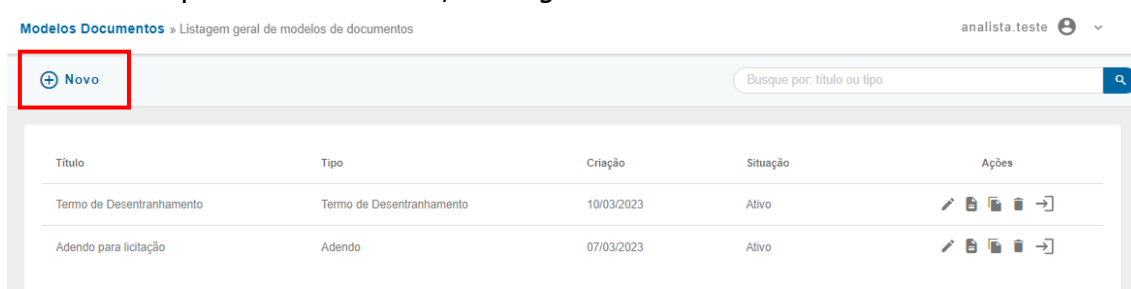 Modelos Documentos » Listagem geral de modelos de documentos analista.teste
Novo Busque por: título ou tipo
Título Tipo Criação Situação Ações
Termo de Desentranhamento Termo de Desentranhamento 10/03/2023 Ativo
Adendo para licitação Adendo 07/03/2023 Ativo